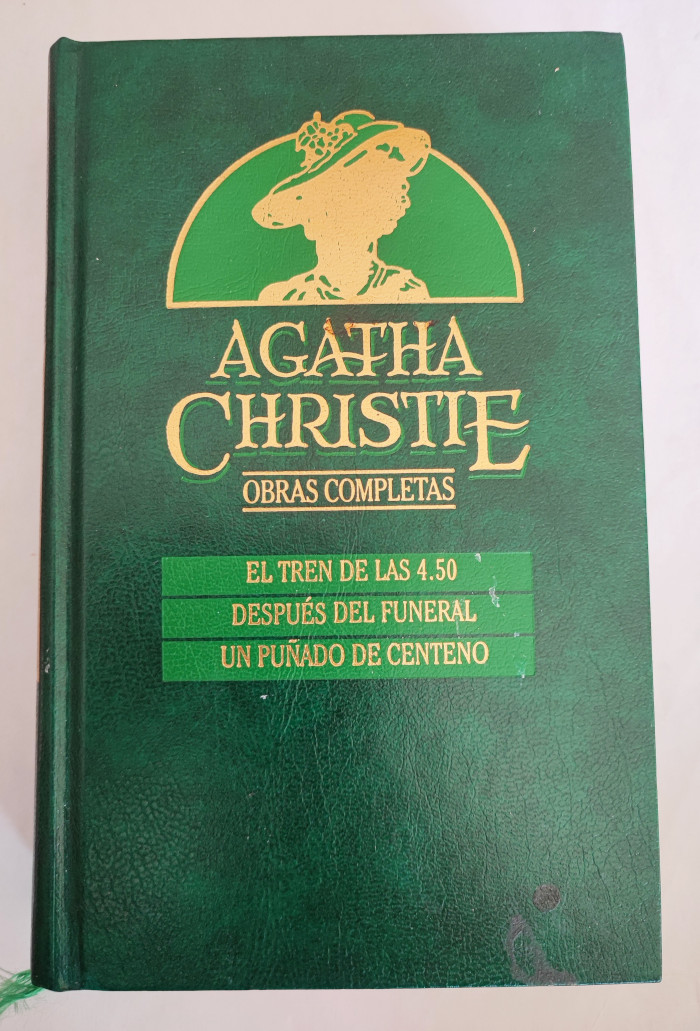 AGATHA
CHRISTIE
OBRAS COMPLETAS
EL TREN DE LAS 4.50
DESPUÉS DEL FUNERAL
UN PUÑADO DE CENTENO